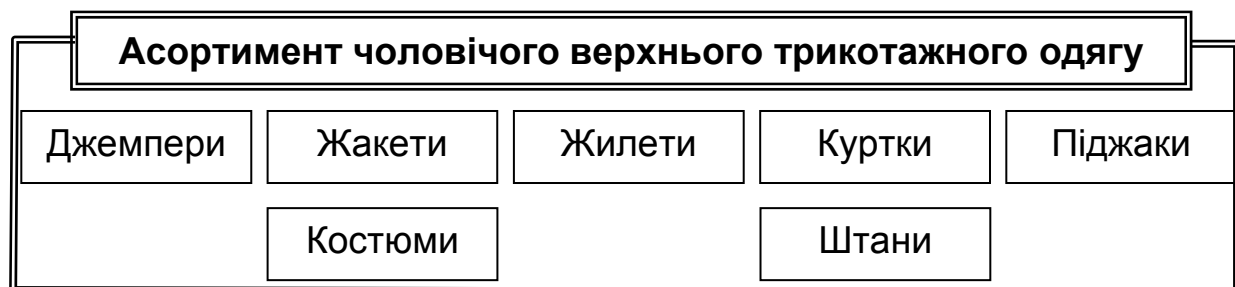 Асортимент чоловічого верхнього трикотажного одягу
Джемпери Жакети Жилети Куртки Піджаки
Костюми Штани